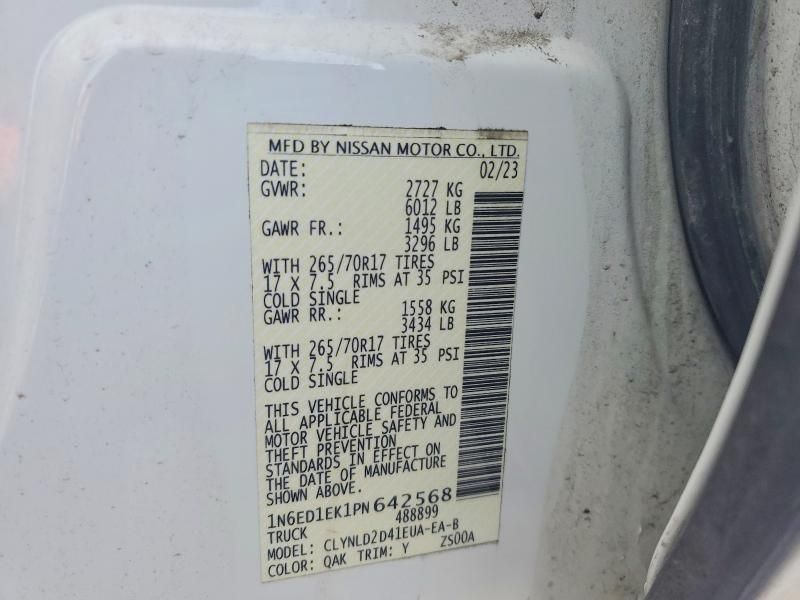 MFD BY NISSAN MOTOR CO., LTD.
DATE: 02/23
GVWR: 2727 KG
6012 LB
GAWR FR.: 1495 KG
3296 LB
WITH 265/70R17 TIRES
17 X 7.5 RIMS AT 35 PSI
COLD SINGLE
GAWR RR.: 1558 KG
3434 LB
WITH 265/70R17 TIRES
17 X 7.5 RIMS AT 35 PSI
COLD SINGLE
THIS VEHICLE CONFORMS TO
ALL APPLICABLE FEDERAL
MOTOR VEHICLE SAFETY AND
THEFT PREVENTION
STANDARDS IN EFFECT ON
THE DATE OF MANUFACTURE
SHOWN ABOVE.
1N6ED1EK1PN642568
TRUCK 488899
MODEL: CLYNLD2D41EUA-EA-B
COLOR: QAK TRIM: Y ZS00A